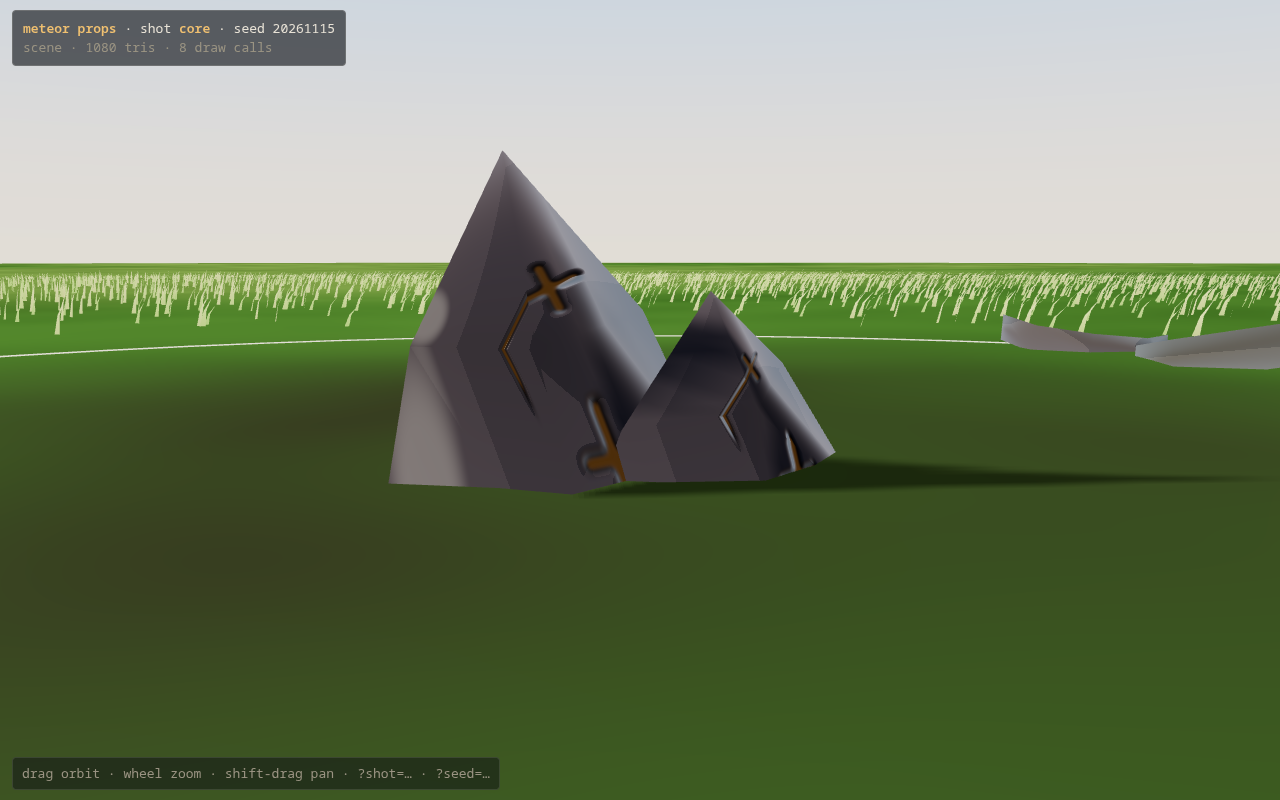 meteor props · shot core · seed 20261115
scene · 1080 tris · 8 draw calls
drag orbit · wheel zoom · shift-drag pan · ?shot=… · ?seed=…